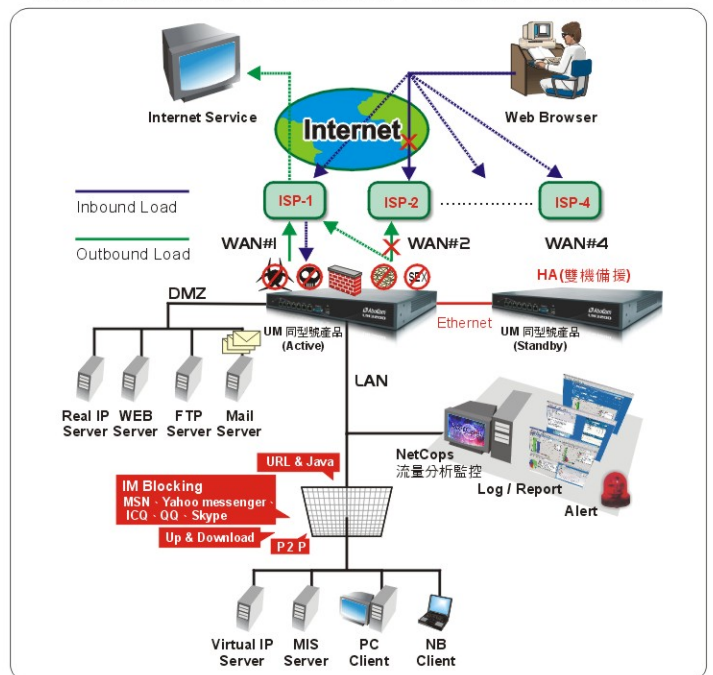 Internet Service
Web Browser
Internet
Inbound Load
Outbound Load
ISP-1
ISP-2
ISP-4
WAN#1
WAN#2
WAN#4
SEX
HA(雙機備援)
DMZ
Ethernet
UM 同型號產品
(Active)
UM 同型號產品
(Standby)
LAN
Real IP
Server
WEB
Server
FTP
Server
Mail
Server
NetCops
流量分析監控
Log / Report
Alert
URL & Java
IM Blocking
MSN、Yahoo messenger、
ICQ、QQ、Skype
Up & Download
P 2 P
Virtual IP
Server
MIS
Server
PC
Client
NB
Client